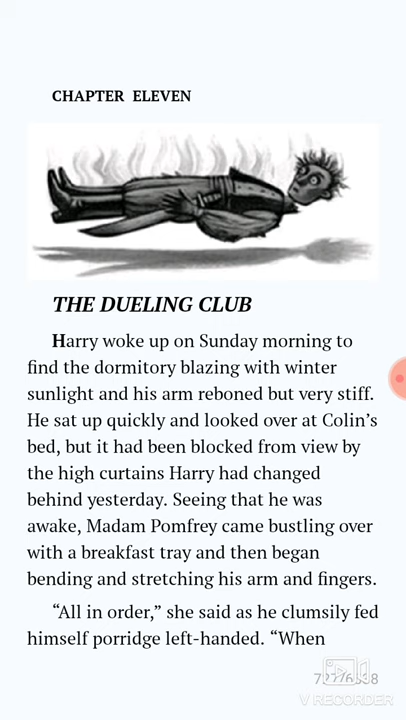 CHAPTER ELEVEN
THE DUELING CLUB
Harry woke up on Sunday morning to
find the dormitory blazing with winter
sunlight and his arm reboned but very stiff.
He sat up quickly and looked over at Colin’s
bed, but it had been blocked from view by
the high curtains Harry had changed
behind yesterday. Seeing that he was
awake, Madam Pomfrey came bustling over
with a breakfast tray and then began
bending and stretching his arm and fingers.
“All in order,” she said as he clumsily fed
himself porridge left-handed. “When
V RECORDER